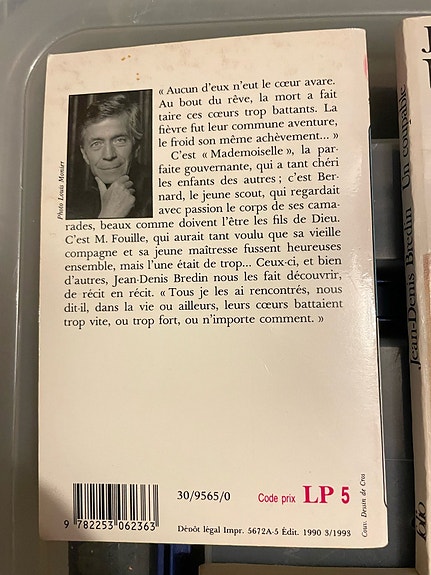 « Aucun d'eux n'eut le cœur avare.
Au bout du rêve, la mort a fait
taire ces cœurs trop battants. La
fièvre fut leur commune aventure,
le froid son même achèvement... »
C'est « Mademoiselle », la par-
faite gouvernante, qui a tant chéri
les enfants des autres ; c'est Ber-
nard, le jeune scout, qui regardait
avec passion le corps de ses cama-
rades, beaux comme doivent l'être les fils de Dieu.
C'est M. Fouille, qui aurait tant voulu que sa vieille
compagne et sa jeune maîtresse fussent heureuses
ensemble, mais l'une était de trop... Ceux-ci, et bien
d'autres, Jean-Denis Bredin nous les fait découvrir,
de récit en récit. « Tous je les ai rencontrés, nous
dit-il, dans la vie ou ailleurs, leurs cœurs battaient
trop vite, ou trop fort, ou n'importe comment. »
Photo Louis Monier
30/9565/0
Code prix LP 5
9 782253 062363
Dépôt légal Impr. 5672A-5 Édit. 1990 3/1993
Couv. Dessin de Croi
Jean-Denis Bredin Un coupable
folio